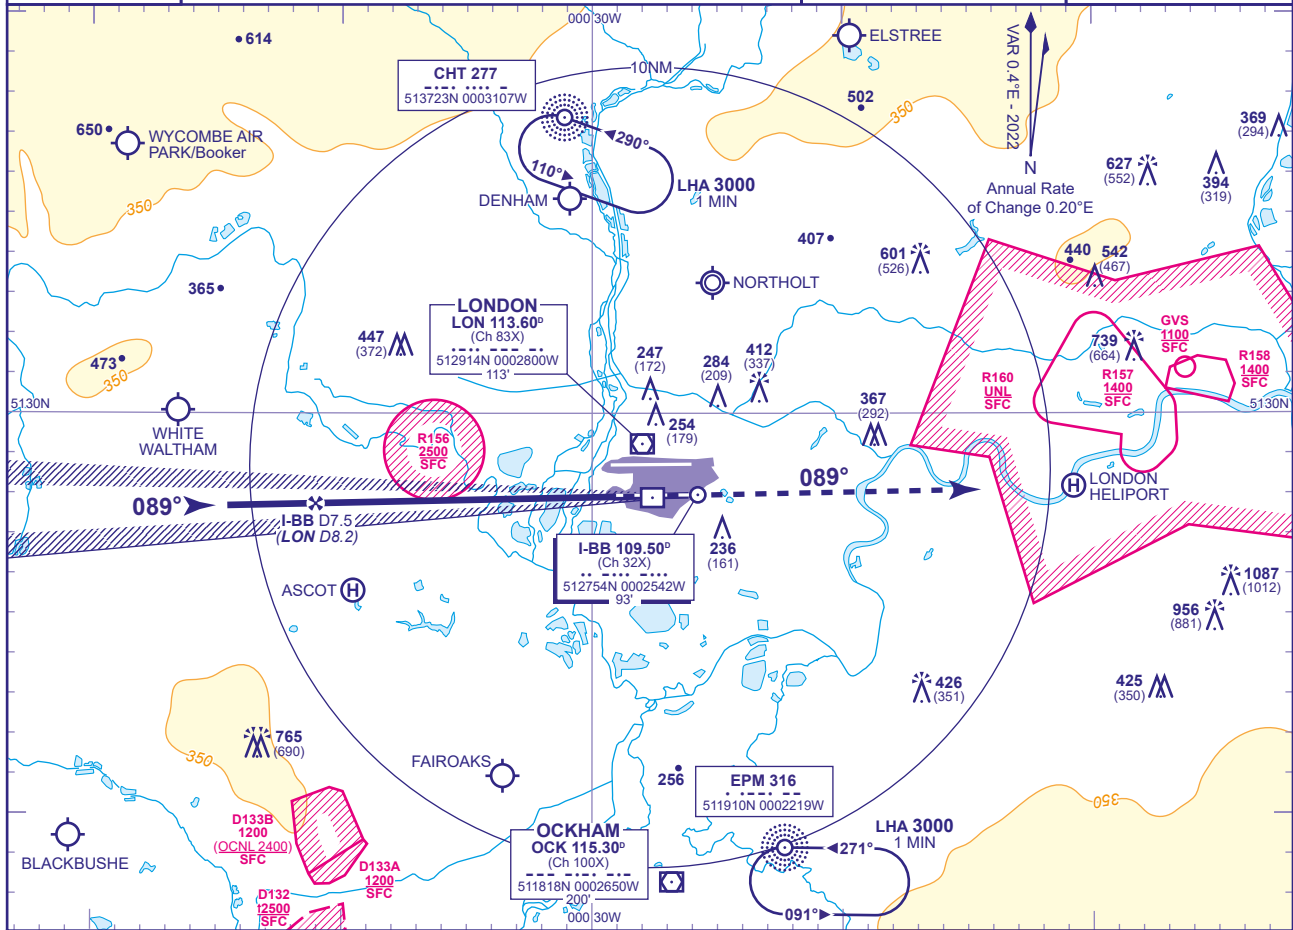 000 30W
614
ELSTREE
VAR 0.4°E - 2022
10NM
CHT 277
513723N 0003107W
502
350
369
(294)
650
WYCOMBE AIR
PARK/Booker
290°
110°
LHA 3000
1 MIN
627
(552)
394
(319)
N
Annual Rate
of Change 0.20°E
DENHAM
350
407
601
(526)
440
542
(467)
365
NORTHOLT
LONDON
LON 113.60ᴰ
(Ch 83X)
512914N 0002800W
113'
447
(372)
247
(172)
284
(209)
412
(337)
739
(664)
GVS
1100
SFC
R158
1400
SFC
R157
1400
SFC
R160
UNL
SFC
473
350
5130N
5130N
367
(292)
254
(179)
WHITE
WALTHAM
R156
2500
SFC
089°
089°
LONDON
HELIPORT
H
I-BB D7.5
(LON D8.2)
I-BB 109.50ᴰ
(Ch 32X)
512754N 0002542W
93'
236
(161)
ASCOT H
1087
(1012)
956
(881)
426
(351)
425
(350)
765
(690)
350
FAIROAKS
256
EPM 316
511910N 0002219W
350
D133B
1200
(OCNL 2400)
SFC
BLACKBUSHE
D133A
1200
SFC
D132
12500
SFC
OCKHAM
OCK 115.30ᴰ
(Ch 100X)
511818N 0002650W
200'
000 30W
LHA 3000
1 MIN
271°
091°